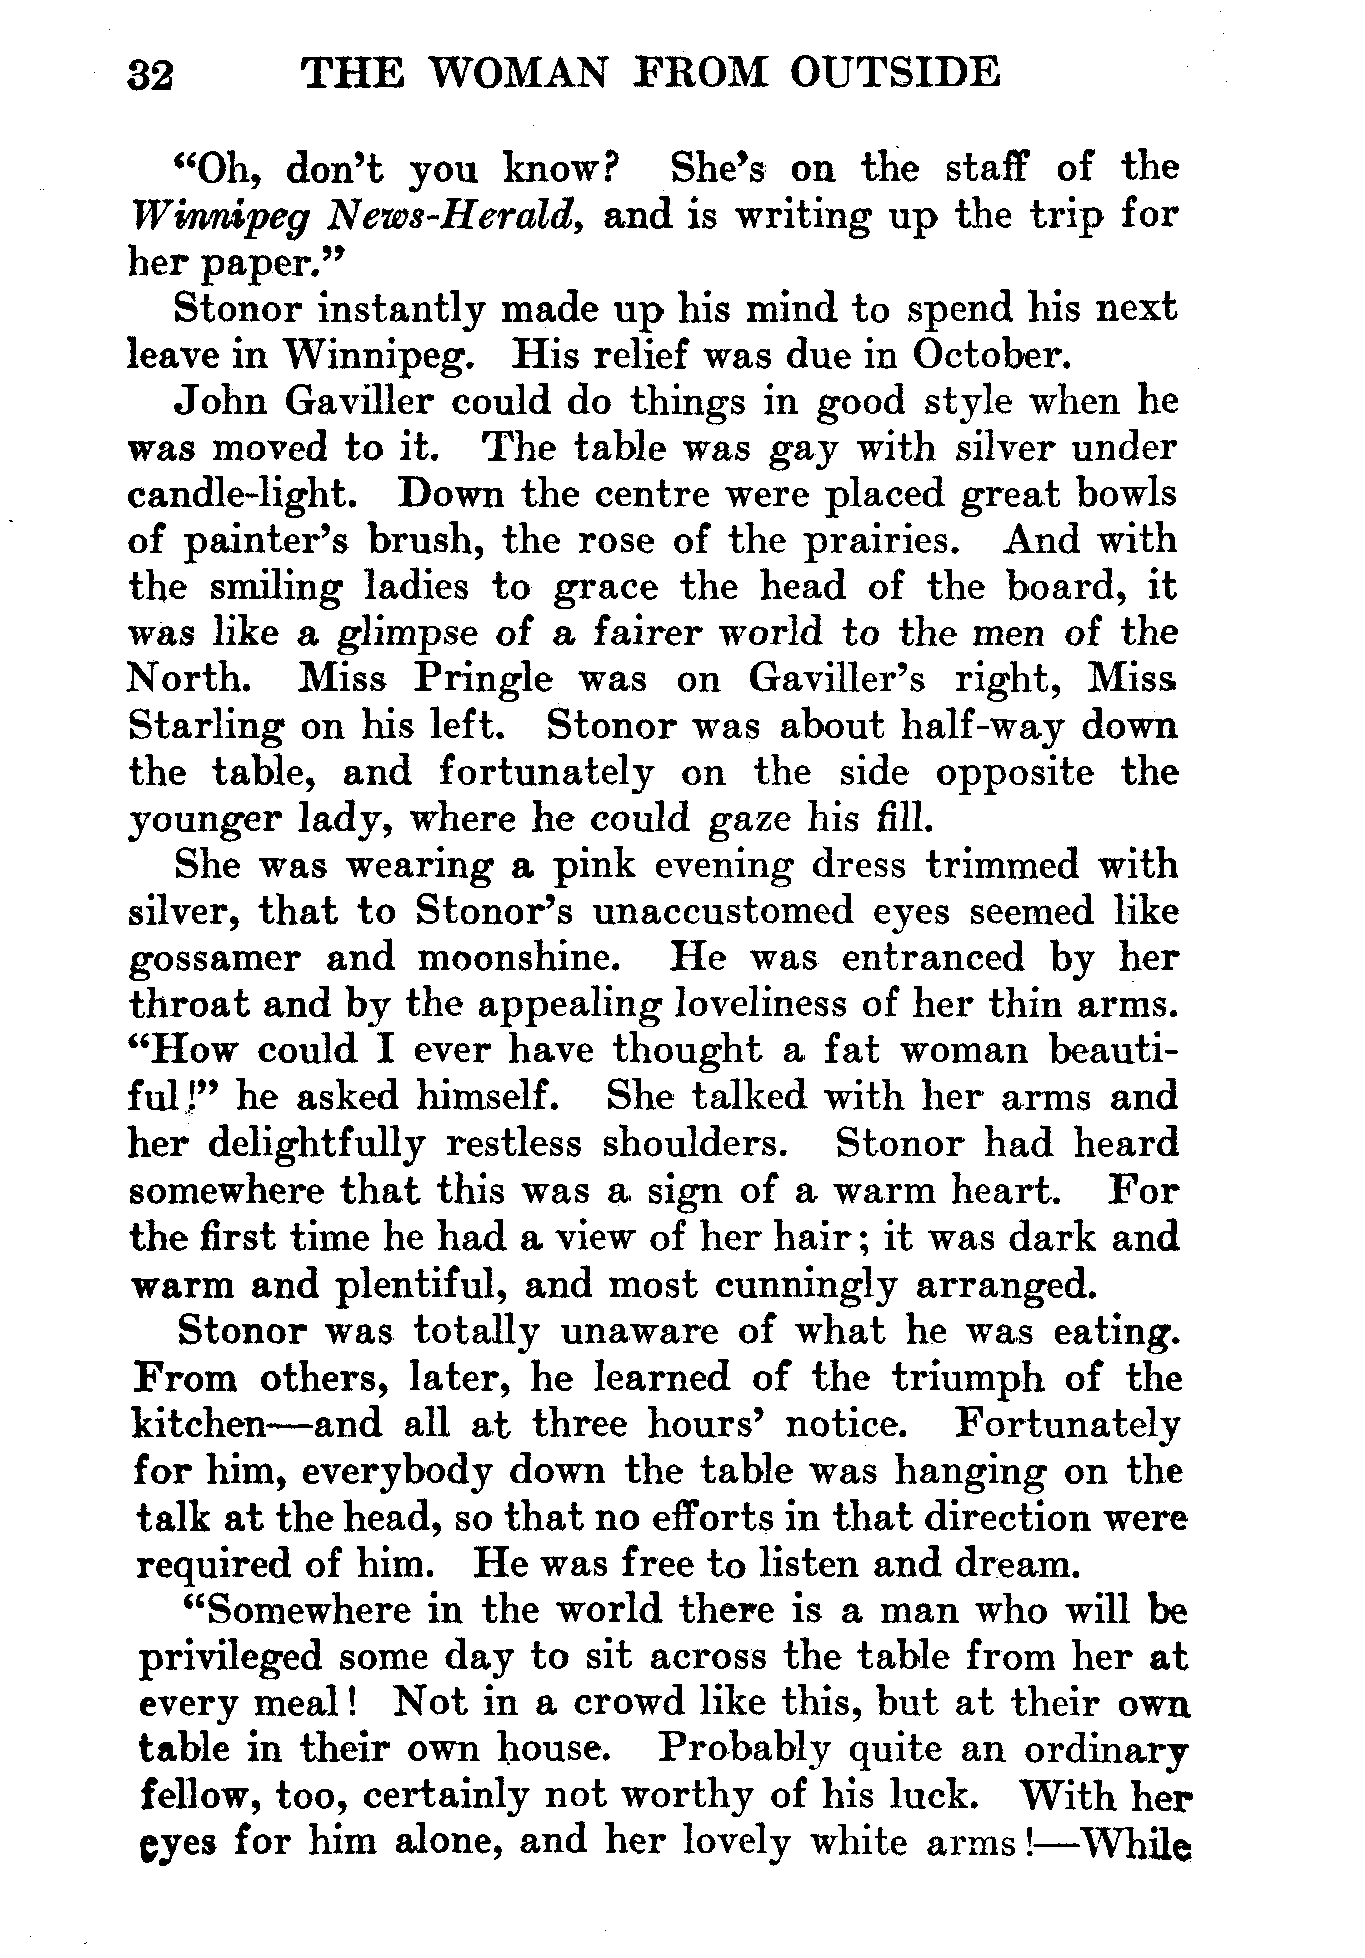 32 THE WOMAN FROM OUTSIDE
“Oh, don’t you know? She’s on the staff of the
Winnipeg News-Herald, and is writing up the trip for
her paper.”
Stonor instantly made up his mind to spend his next
leave in Winnipeg. His relief was due in October.
John Gaviller could do things in good style when he
was moved to it. The table was gay with silver under
candle-light. Down the centre were placed great bowls
of painter’s brush, the rose of the prairies. And with
the smiling ladies to grace the head of the board, it
was like a glimpse of a fairer world to the men of the
North. Miss Pringle was on Gaviller’s right, Miss
Starling on his left. Stonor was about half-way down
the table, and fortunately on the side opposite the
younger lady, where he could gaze his fill.
She was wearing a pink evening dress trimmed with
silver, that to Stonor’s unaccustomed eyes seemed like
gossamer and moonshine. He was entranced by her
throat and by the appealing loveliness of her thin arms.
“How could I ever have thought a fat woman beauti-
ful!” he asked himself. She talked with her arms and
her delightfully restless shoulders. Stonor had heard
somewhere that this was a sign of a warm heart. For
the first time he had a view of her hair; it was dark and
warm and plentiful, and most cunningly arranged.
Stonor was totally unaware of what he was eating.
From others, later, he learned of the triumph of the
kitchen—and all at three hours’ notice. Fortunately
for him, everybody down the table was hanging on the
talk at the head, so that no efforts in that direction were
required of him. He was free to listen and dream.
“Somewhere in the world there is a man who will be
privileged some day to sit across the table from her at
every meal! Not in a crowd like this, but at their own
table in their own house. Probably quite an ordinary
fellow, too, certainly not worthy of his luck. With her
eyes for him alone, and her lovely white arms!—While